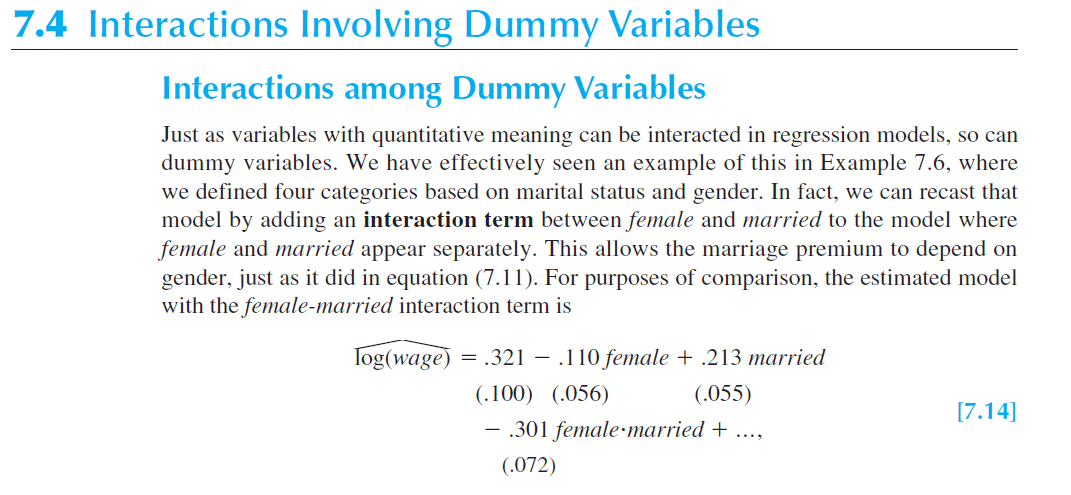 7.4 Interactions Involving Dummy Variables
Interactions among Dummy Variables
Just as variables with quantitative meaning can be interacted in regression models, so can
dummy variables. We have effectively seen an example of this in Example 7.6, where
we defined four categories based on marital status and gender. In fact, we can recast that
model by adding an interaction term between female and married to the model where
female and married appear separately. This allows the marriage premium to depend on
gender, just as it did in equation (7.11). For purposes of comparison, the estimated model
with the female-married interaction term is
log(wage) = .321 − .110 female + .213 married
(.100) (.056) (.055)
[7.14]
− .301 female·married + ...,
(.072)